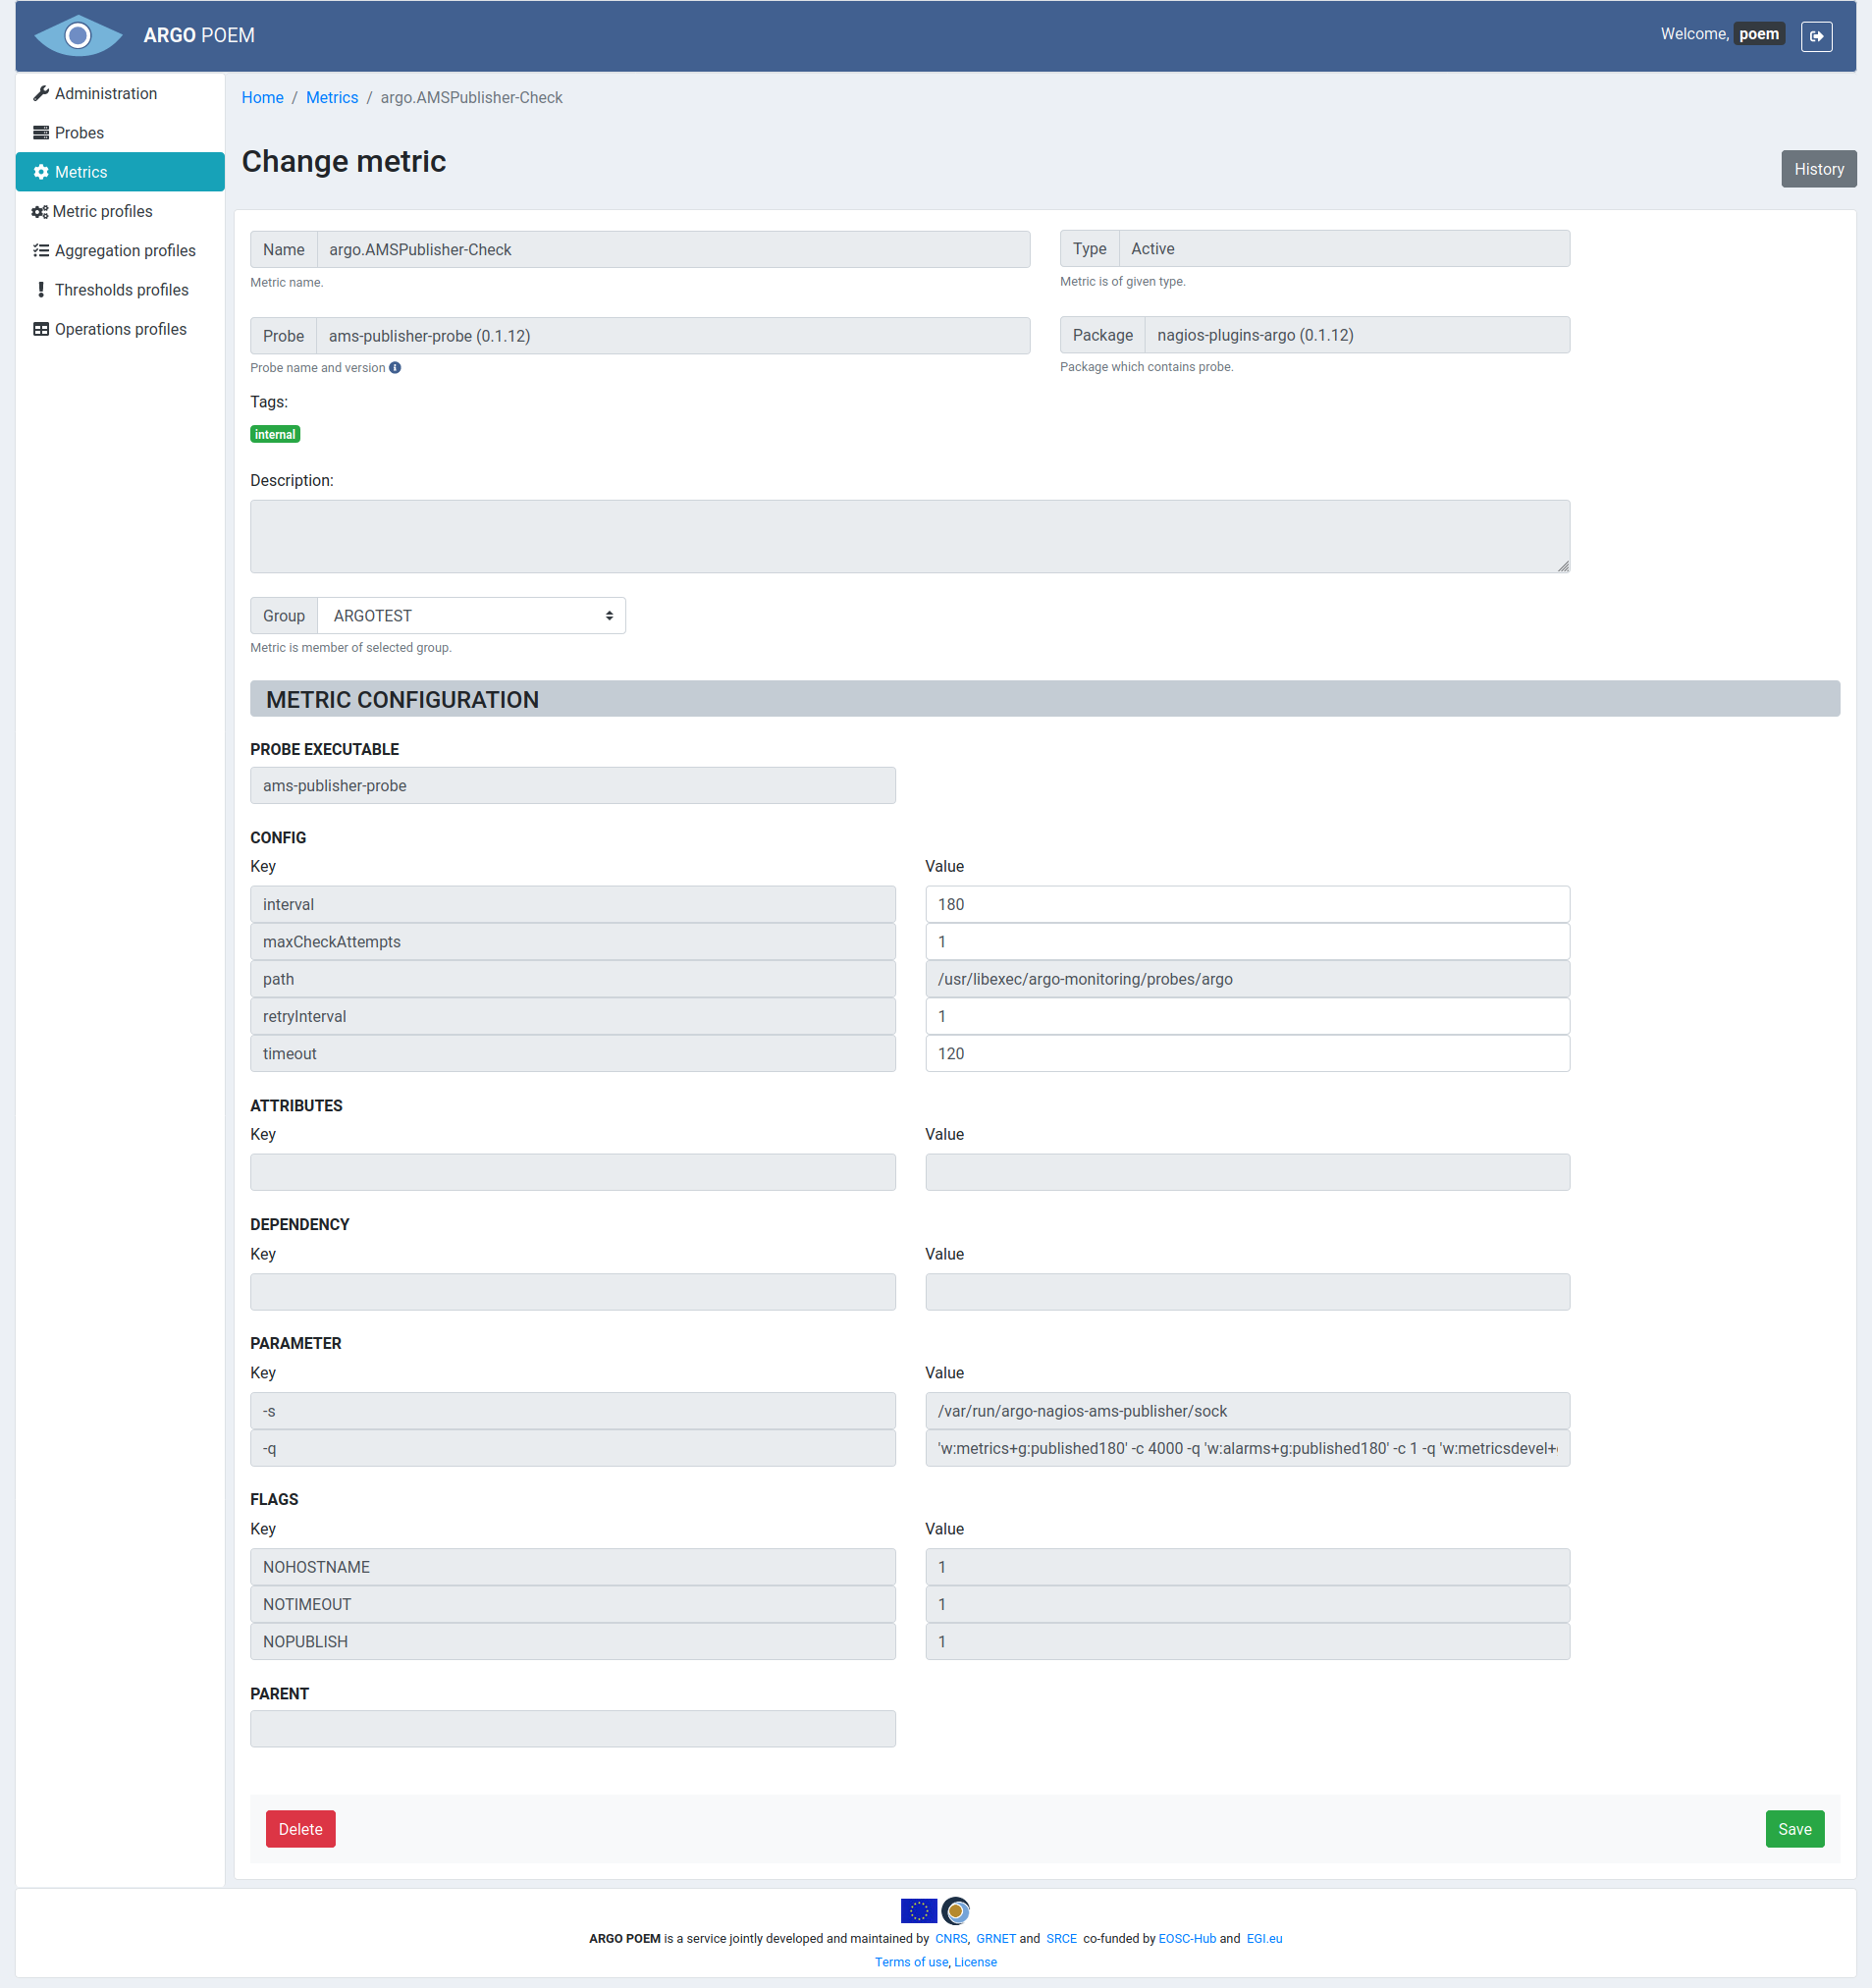 ARGO POEM
Welcome, poem
Administration
Probes
Metrics
Metric profiles
Aggregation profiles
Thresholds profiles
Operations profiles
Home / Metrics / argo.AMSPublisher-Check
Change metric
History
Name argo.AMSPublisher-Check
Type Active
Metric name.
Metric is of given type.
Probe ams-publisher-probe (0.1.12)
Package nagios-plugins-argo (0.1.12)
Probe name and version
Package which contains probe.
Tags:
internal
Description:
Group ARGOTEST
Metric is member of selected group.
METRIC CONFIGURATION
PROBE EXECUTABLE
ams-publisher-probe
CONFIG
Key Value
interval 180
maxCheckAttempts 1
path /usr/libexec/argo-monitoring/probes/argo
retryInterval 1
timeout 120
ATTRIBUTES
Key Value
DEPENDENCY
Key Value
PARAMETER
Key Value
-s /var/run/argo-nagios-ams-publisher/sock
-q 'w:metrics+g:published180' -c 4000 -q 'w:alarms+g:published180' -c 1 -q 'w:metricsdevel+
FLAGS
Key Value
NOHOSTNAME 1
NOTIMEOUT 1
NOPUBLISH 1
PARENT
Delete
Save
ARGO POEM is a service jointly developed and maintained by CNRS, GRNET and SRCE co-funded by EOSC-Hub and EGI.eu
Terms of use, License